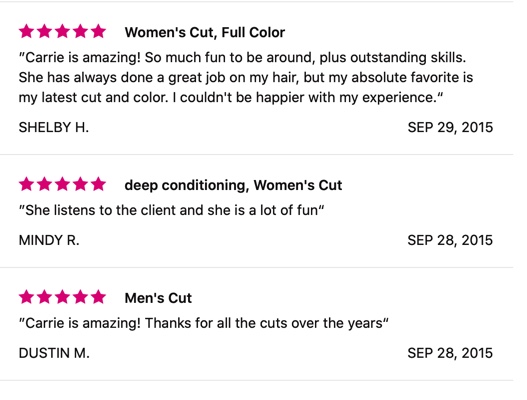 Women's Cut, Full Color
“Carrie is amazing! So much fun to be around, plus outstanding skills.
She has always done a great job on my hair, but my absolute favorite is
my latest cut and color. I couldn't be happier with my experience.“
SHELBY H. SEP 29, 2015
deep conditioning, Women's Cut
”She listens to the client and she is a lot of fun“
MINDY R. SEP 28, 2015
Men's Cut
“Carrie is amazing! Thanks for all the cuts over the years“
DUSTIN M. SEP 28, 2015